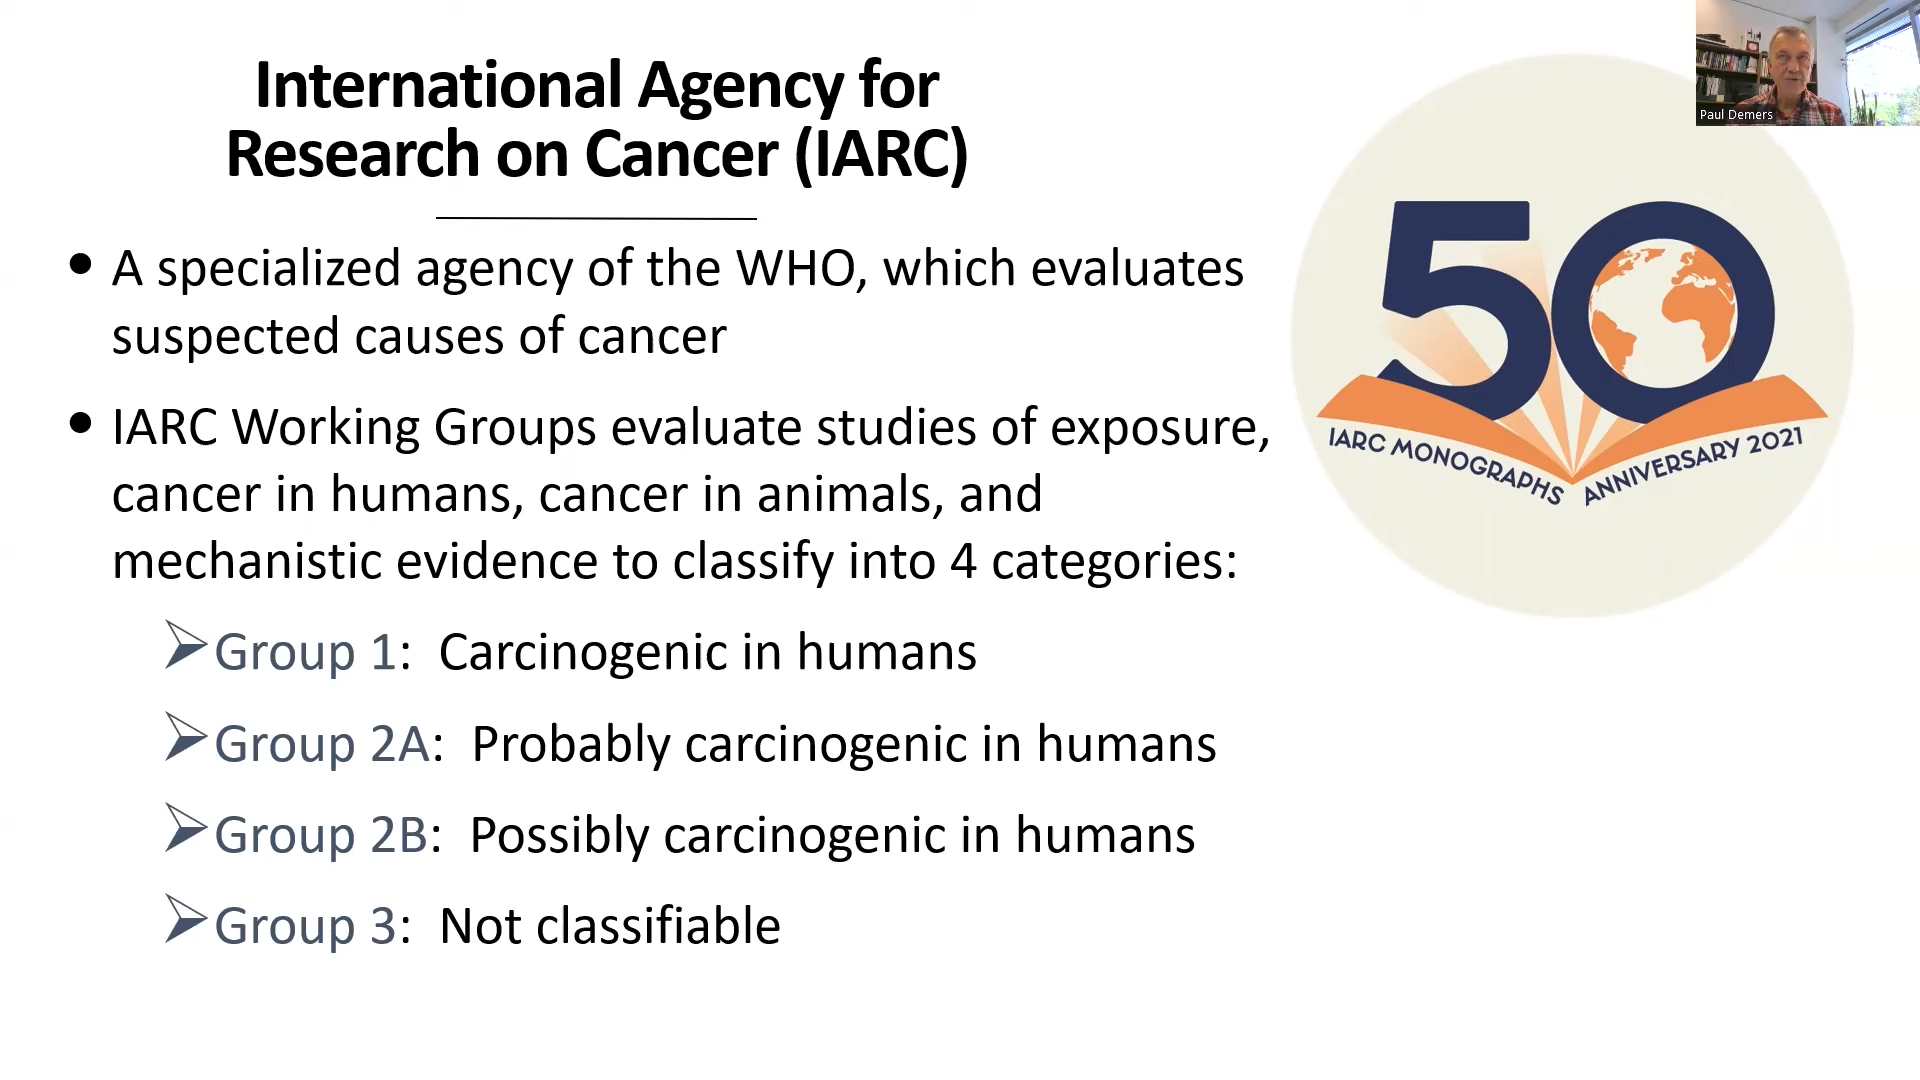 International Agency for
Research on Cancer (IARC)
• A specialized agency of the WHO, which evaluates
suspected causes of cancer
• IARC Working Groups evaluate studies of exposure,
cancer in humans, cancer in animals, and
mechanistic evidence to classify into 4 categories:
➢Group 1:  Carcinogenic in humans
➢Group 2A:  Probably carcinogenic in humans
➢Group 2B:  Possibly carcinogenic in humans
➢Group 3:  Not classifiable
50
IARC MONOGRAPHS ANNIVERSARY 2021
Paul Demers